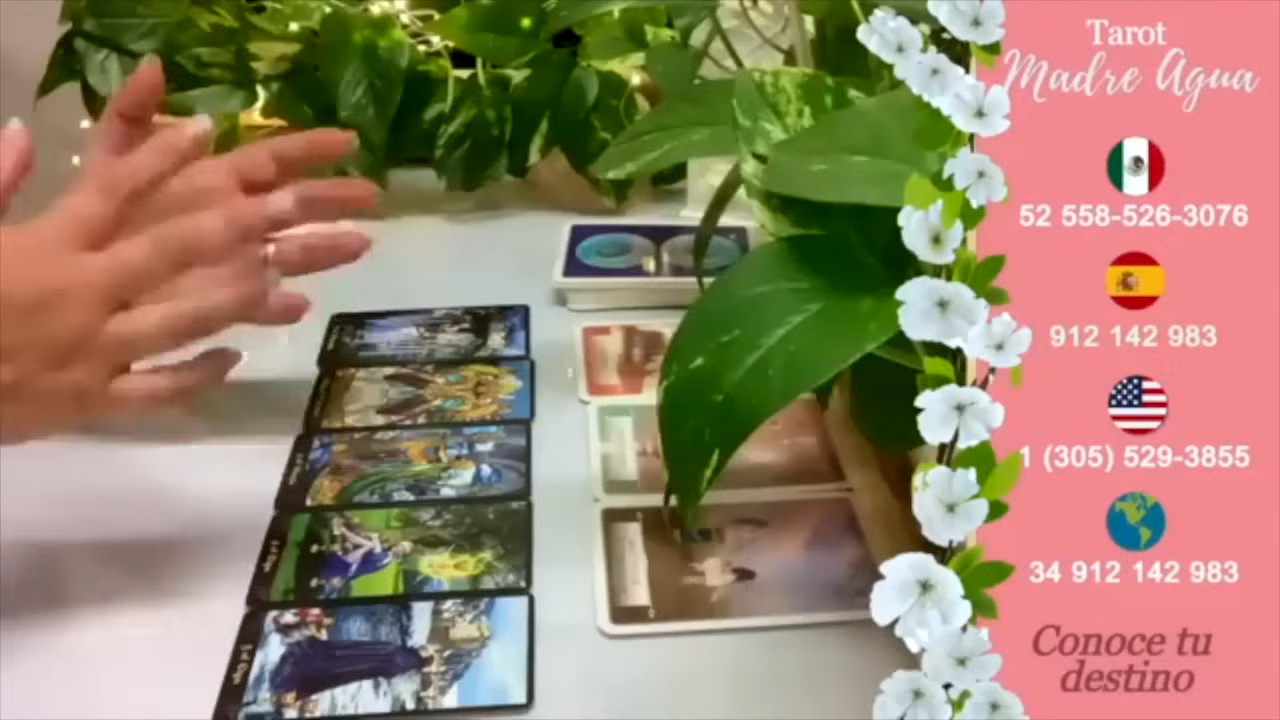 Tarot
Madre Agua
52 558-526-3076
912 142 983
1 (305) 529-3855
34 912 142 983
Conoce tu
destino